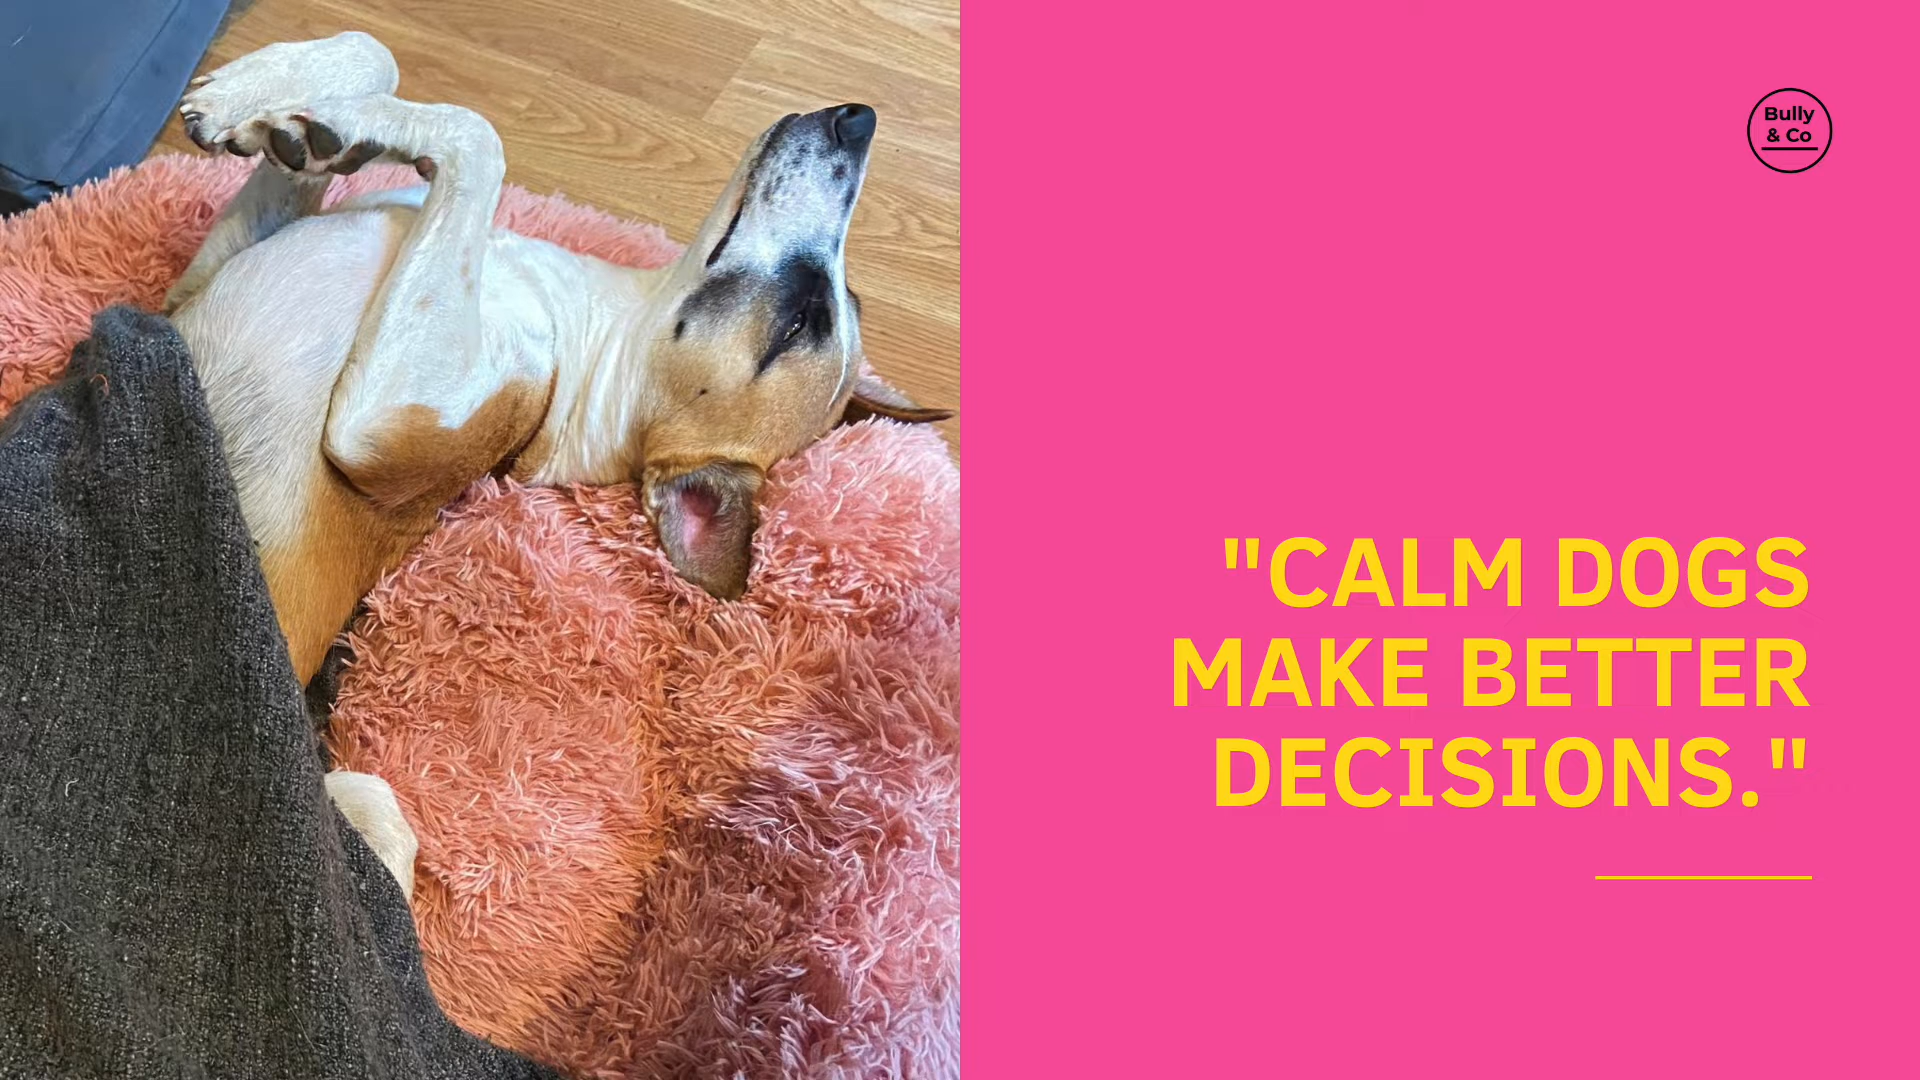 Bully
& Co
"CALM DOGS
MAKE BETTER
DECISIONS."